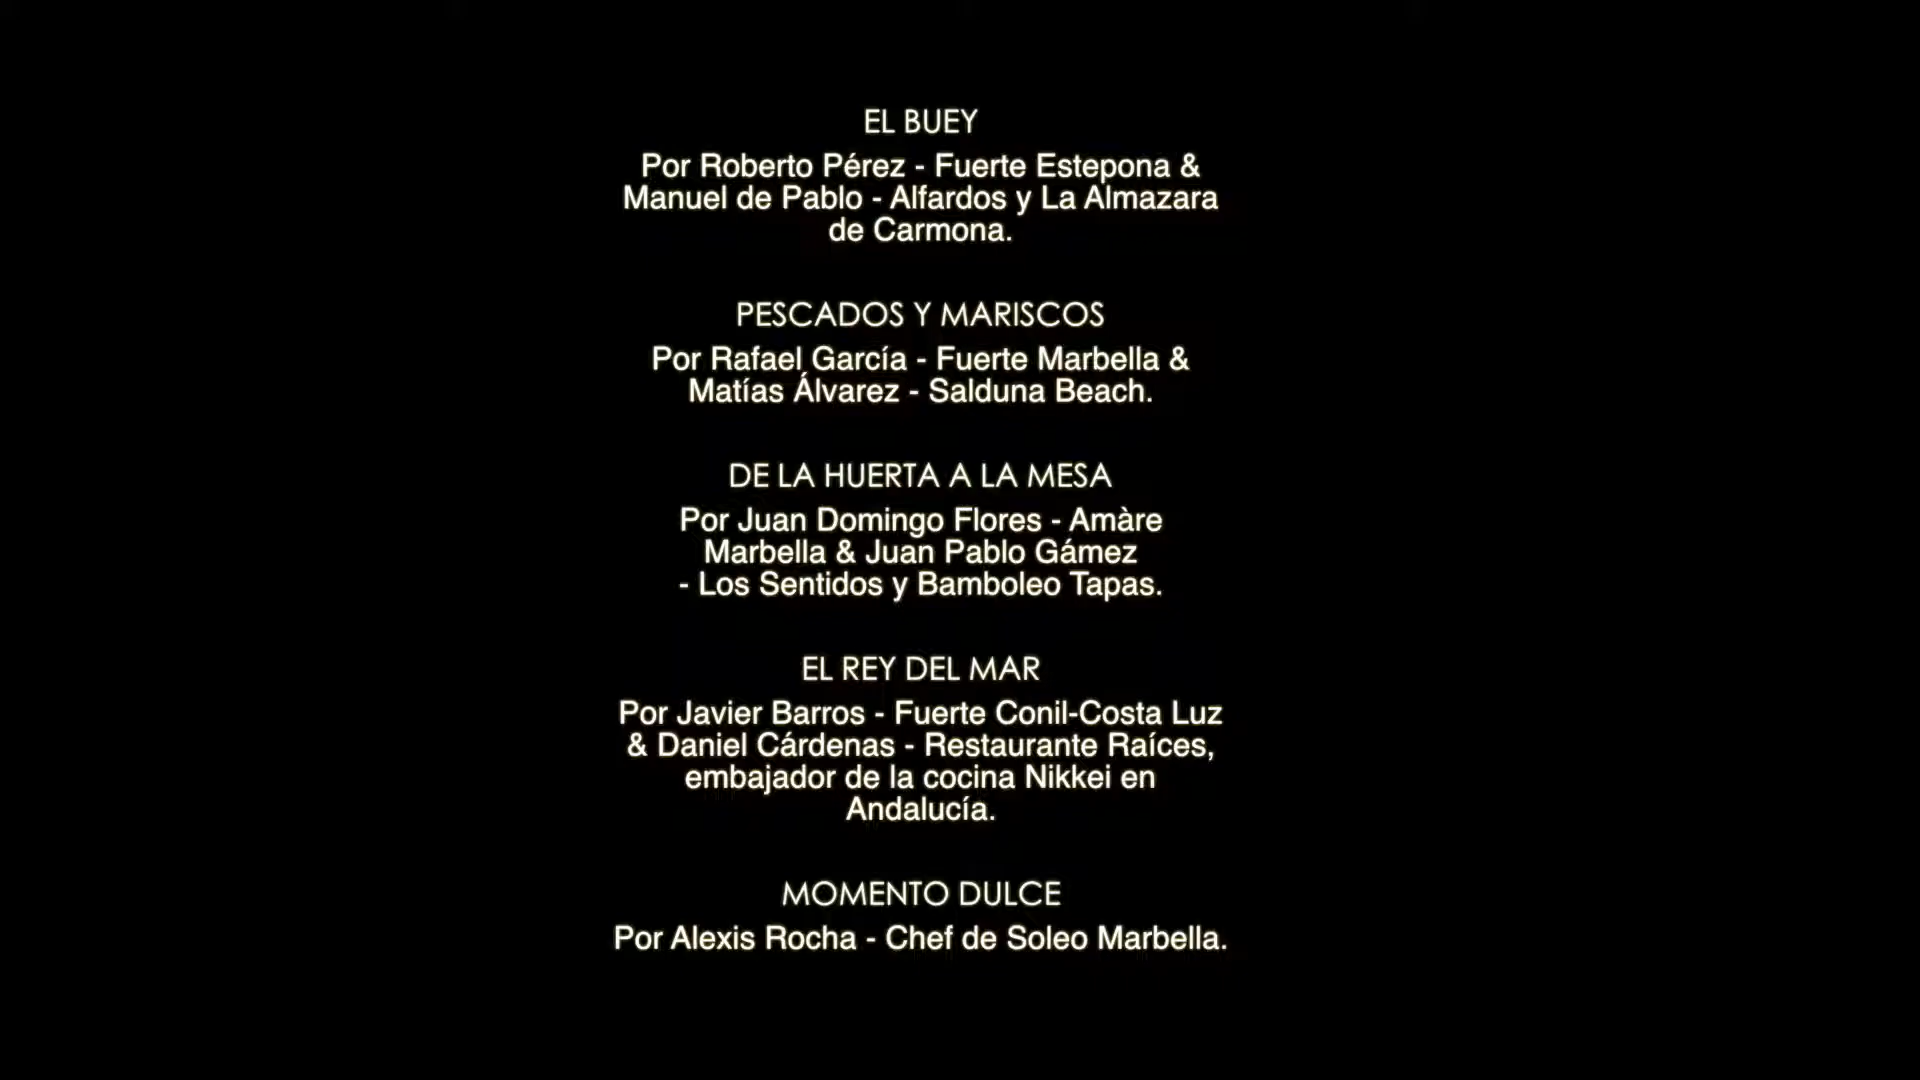 EL BUEY
Por Roberto Pérez - Fuerte Estepona &
Manuel de Pablo - Alfardos y La Almazara
de Carmona.
PESCADOS Y MARISCOS
Por Rafael García - Fuerte Marbella &
Matías Álvarez - Salduna Beach.
DE LA HUERTA A LA MESA
Por Juan Domingo Flores - Amàre
Marbella & Juan Pablo Gámez
- Los Sentidos y Bamboleo Tapas.
EL REY DEL MAR
Por Javier Barros - Fuerte Conil-Costa Luz
& Daniel Cárdenas - Restaurante Raíces,
embajador de la cocina Nikkei en
Andalucía.
MOMENTO DULCE
Por Alexis Rocha - Chef de Soleo Marbella.